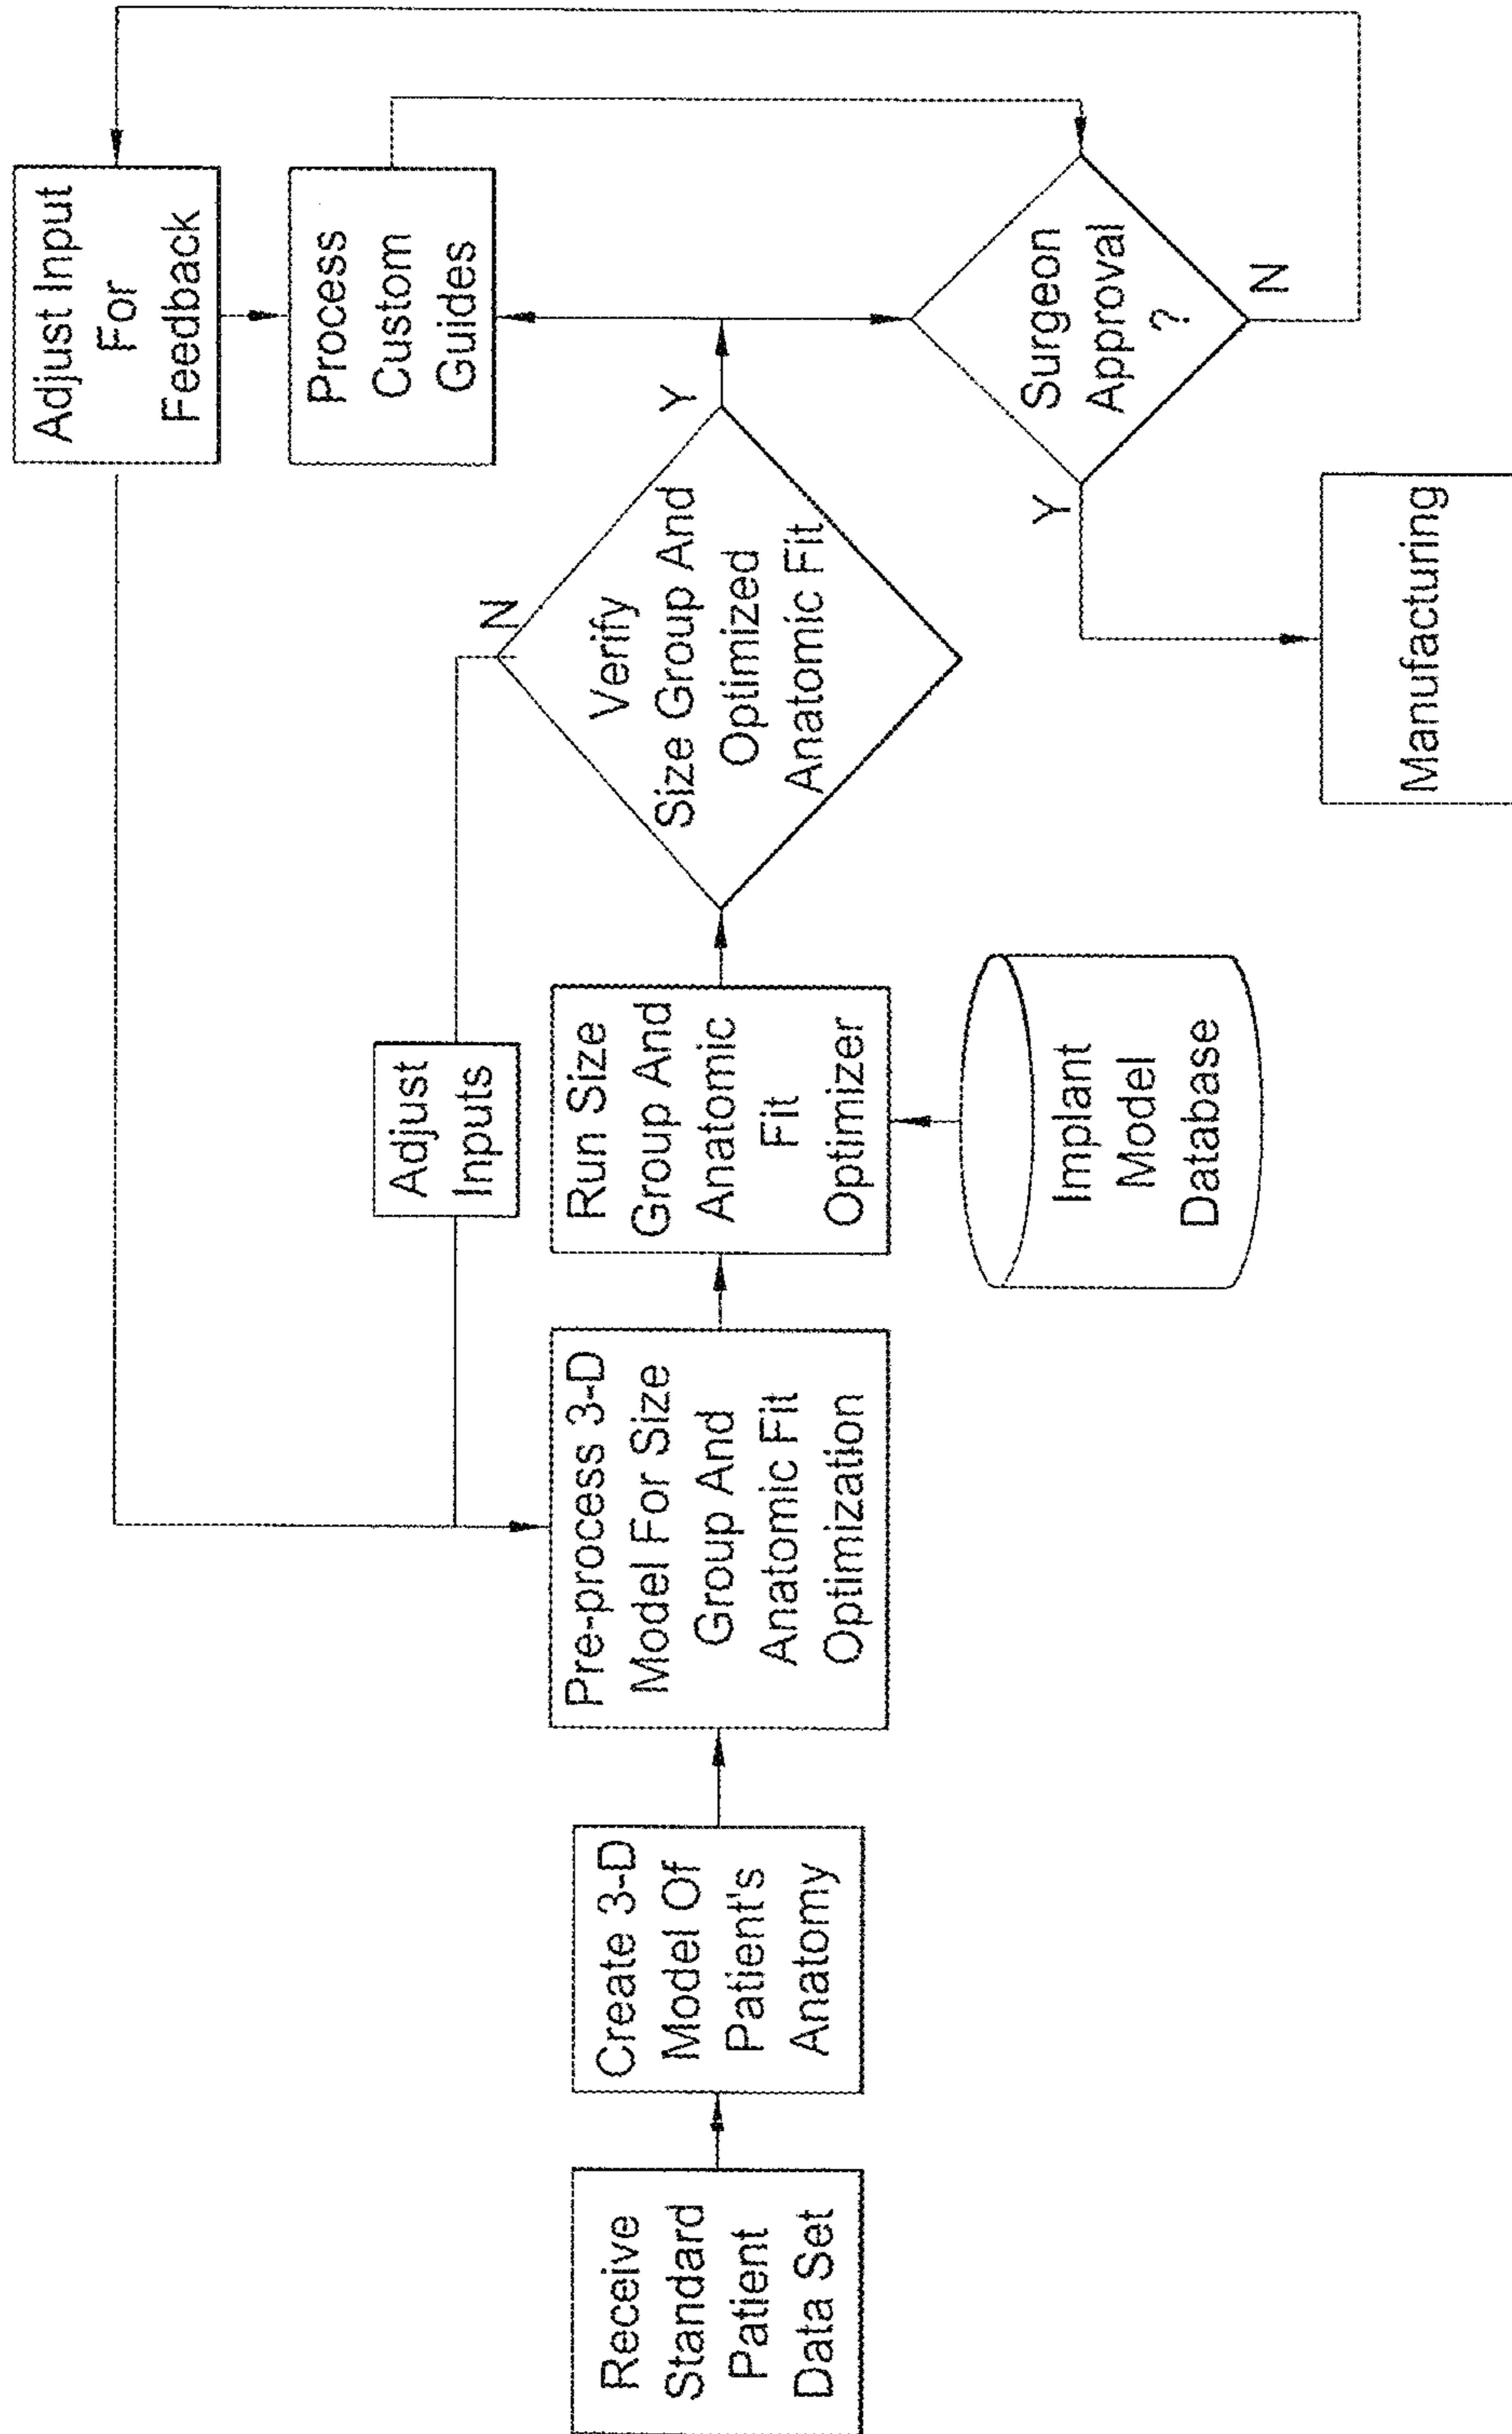 Receive
Standard
Patient
Data Set
Create 3-D
Model Of
Patient's
Anatomy
Pre-process 3-D
Model For Size
Group And
Anatomic Fit
Optimization
Run Size
Group And
Anatomic
Fit
Optimizer
Implant
Model
Database
Adjust
Inputs
Verify
Size Group And
Optimized
Anatomic Fit
N
Y
Adjust Input
For
Feedback
Process
Custom
Guides
Surgeon
Approval
?
Y
N
Manufacturing